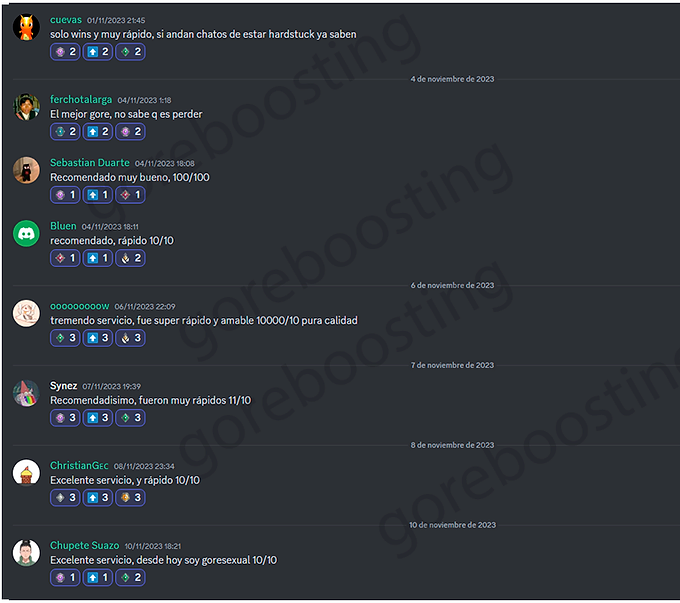 cuevas 01/11/2023 21:45
solo wins y muy rápido, si andan chatos de estar hardstuck ya saben
2 2 2
4 de noviembre de 2023
ferchotalarga 04/11/2023 1:18
El mejor gore, no sabe q es perder
2 2 2
Sebastian Duarte 04/11/2023 18:08
Recomendado muy bueno, 100/100
1 1 1
Bluen 04/11/2023 18:11
recomendado, rápido 10/10
1 1 2
6 de noviembre de 2023
ooooooooow 06/11/2023 22:09
tremendo servicio, fue super rápido y amable 10000/10 pura calidad
3 3 3
7 de noviembre de 2023
Synez 07/11/2023 19:39
Recomendadisimo, fueron muy rápidos 11/10
3 3 3
8 de noviembre de 2023
ChristianGᴇᴄ 08/11/2023 23:34
Excelente servicio, y rápido 10/10
3 3 3
10 de noviembre de 2023
Chupete Suazo 10/11/2023 18:21
Excelente servicio, desde hoy soy goresexual 10/10
1 1 2
goreboosting
goreboosting
goreboosting
goreboosting